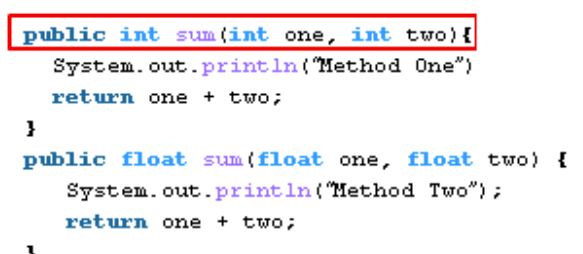 public int sum(int one, int two){
System.out.println("Method One")
return one + two;
}
public float sum(float one, float two) {
System.out.println("Method Two");
return one + two;
}